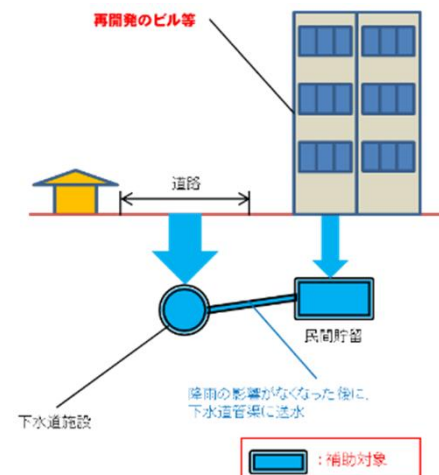 再開発のビル等
道路
民間貯留
降雨の影響がなくなった後に、
下水道管渠に送水
下水道施設
：補助対象